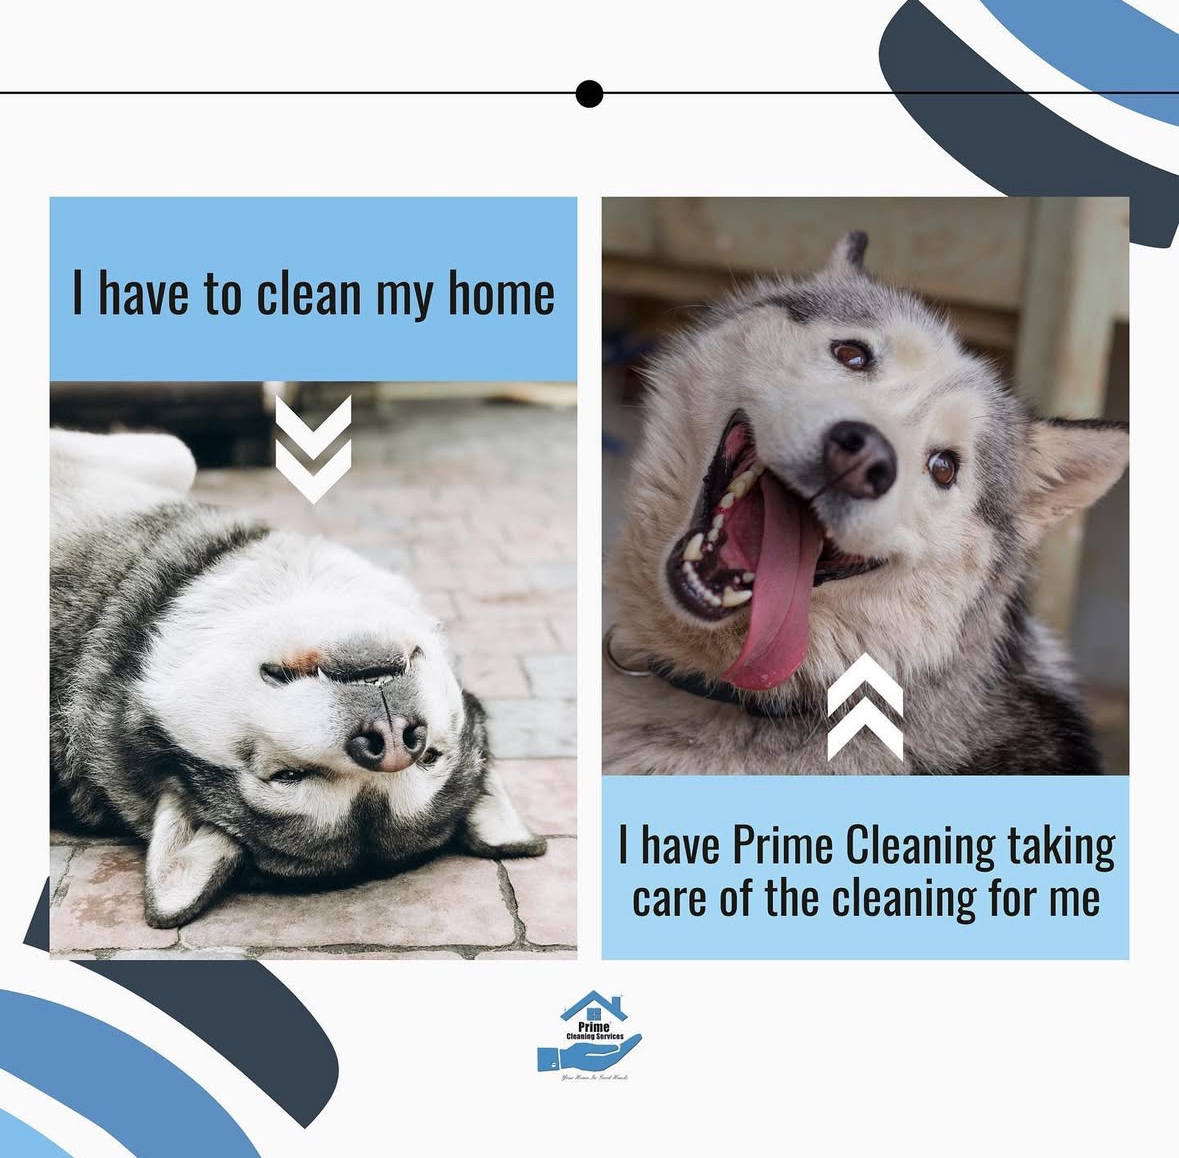 I have to clean my home
I have Prime Cleaning taking
care of the cleaning for me
Prime
Cleaning Services
Your Home In Good Hands